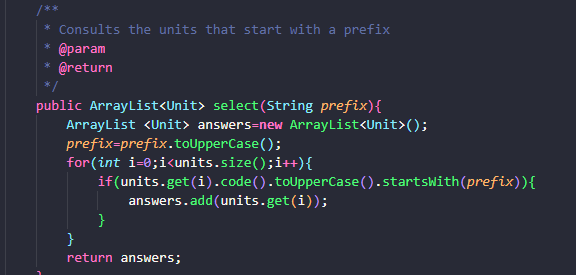 /**
 * Consults the units that start with a prefix
 * @param
 * @return
 */
public ArrayList<Unit> select(String prefix){
    ArrayList <Unit> answers=new ArrayList<Unit>();
    prefix=prefix.toUpperCase();
    for(int i=0;i<units.size();i++){
        if(units.get(i).code().toUpperCase().startsWith(prefix)){
            answers.add(units.get(i));
        }
    }
    return answers;
}